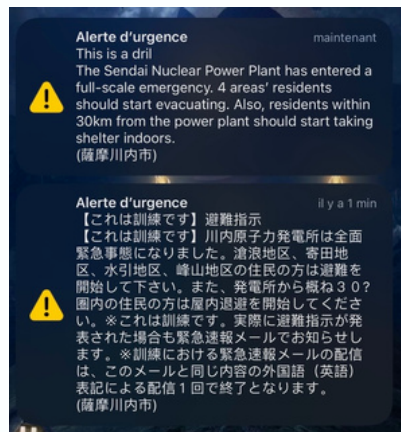 Alerte d'urgence
maintenant
This is a dril
The Sendai Nuclear Power Plant has entered a
full-scale emergency. 4 areas' residents
should start evacuating. Also, residents within
30km from the power plant should start taking
shelter indoors.
(薩摩川内市)
Alerte d'urgence
il y a 1 min
【これは訓練です】避難指示
【これは訓練です】川内原子力発電所は全面
緊急事態になりました。滄浪地区、寄田地
区、水引地区、峰山地区の住民の方は避難を
開始して下さい。また、発電所から概ね30?
圏内の住民の方は屋内退避を開始してくださ
い。※これは訓練です。実際に避難指示が発
表された場合も緊急速報メールでお知らせし
ます。※訓練における緊急速報メールの配信
は、このメールと同じ内容の外国語（英語）
表記による配信1回で終了となります。
(薩摩川内市)